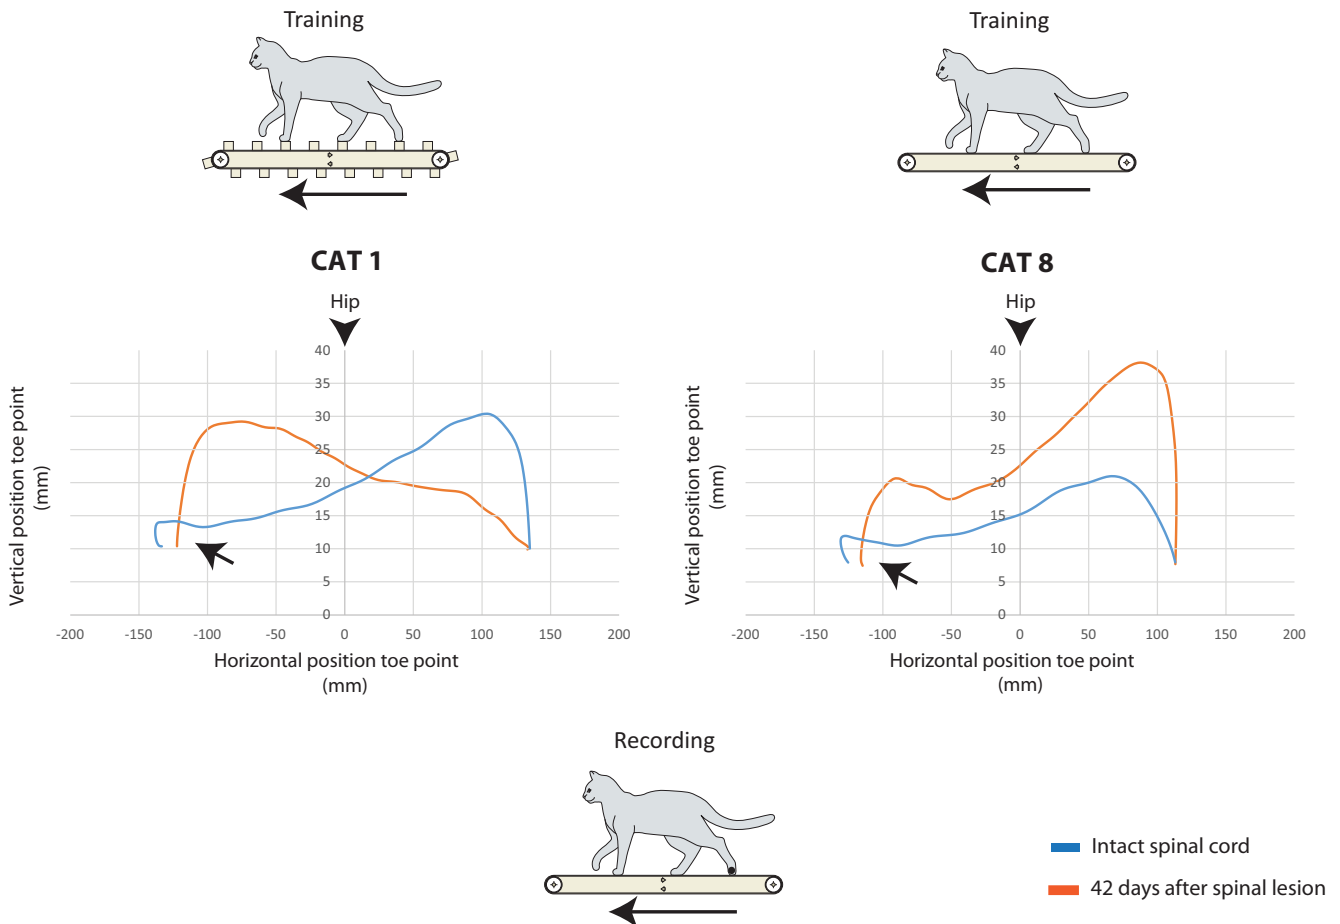 Training
Training
CAT 1
CAT 8
Hip
Hip
Vertical position toe point
(mm)
40
35
30
25
20
15
10
5
0
-200
-150
-100
-50
0
50
100
150
200
Horizontal position toe point
(mm)
Vertical position toe point
(mm)
40
35
30
25
20
15
10
5
0
-200
-150
-100
-50
0
50
100
150
200
Horizontal position toe point
(mm)
Recording
Intact spinal cord
42 days after spinal lesion